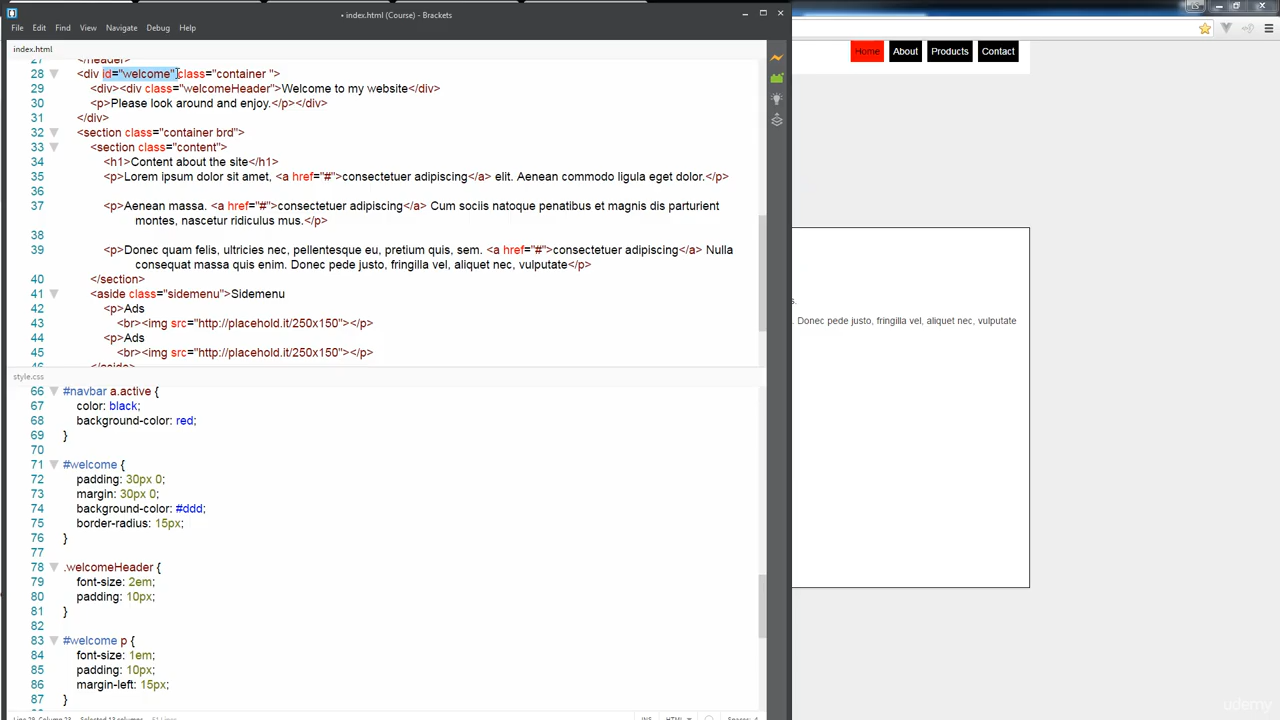 • index.html (Course) - Brackets
File Edit Find View Navigate Debug Help
index.html
27 </header>
28 <div id="welcome" class="container ">
29 <div><div class="welcomeHeader">Welcome to my website</div>
30 <p>Please look around and enjoy.</p></div>
31 </div>
32 <section class="container brd">
33 <section class="content">
34 <h1>Content about the site</h1>
35 <p>Lorem ipsum dolor sit amet, <a href="#">consectetuer adipiscing</a> elit. Aenean commodo ligula eget dolor.</p>
36
37 <p>Aenean massa. <a href="#">consectetuer adipiscing</a> Cum sociis natoque penatibus et magnis dis parturient
montes, nascetur ridiculus mus.</p>
38
39 <p>Donec quam felis, ultricies nec, pellentesque eu, pretium quis, sem. <a href="#">consectetuer adipiscing</a> Nulla
consequat massa quis enim. Donec pede justo, fringilla vel, aliquet nec, vulputate</p>
40 </section>
41 <aside class="sidemenu">Sidemenu
42 <p>Ads
43 <br><img src="http://placehold.it/250x150"></p>
44 <p>Ads
45 <br><img src="http://placehold.it/250x150"></p>
46 </aside>
style.css
66 #navbar a.active {
67 color: black;
68 background-color: red;
69 }
70
71 #welcome {
72 padding: 30px 0;
73 margin: 30px 0;
74 background-color: #ddd;
75 border-radius: 15px;
76 }
77
78 .welcomeHeader {
79 font-size: 2em;
80 padding: 10px;
81 }
82
83 #welcome p {
84 font-size: 1em;
85 padding: 10px;
86 margin-left: 15px;
87 }
Home About Products Contact
s.
. Donec pede justo, fringilla vel, aliquet nec, vulputate
udemy